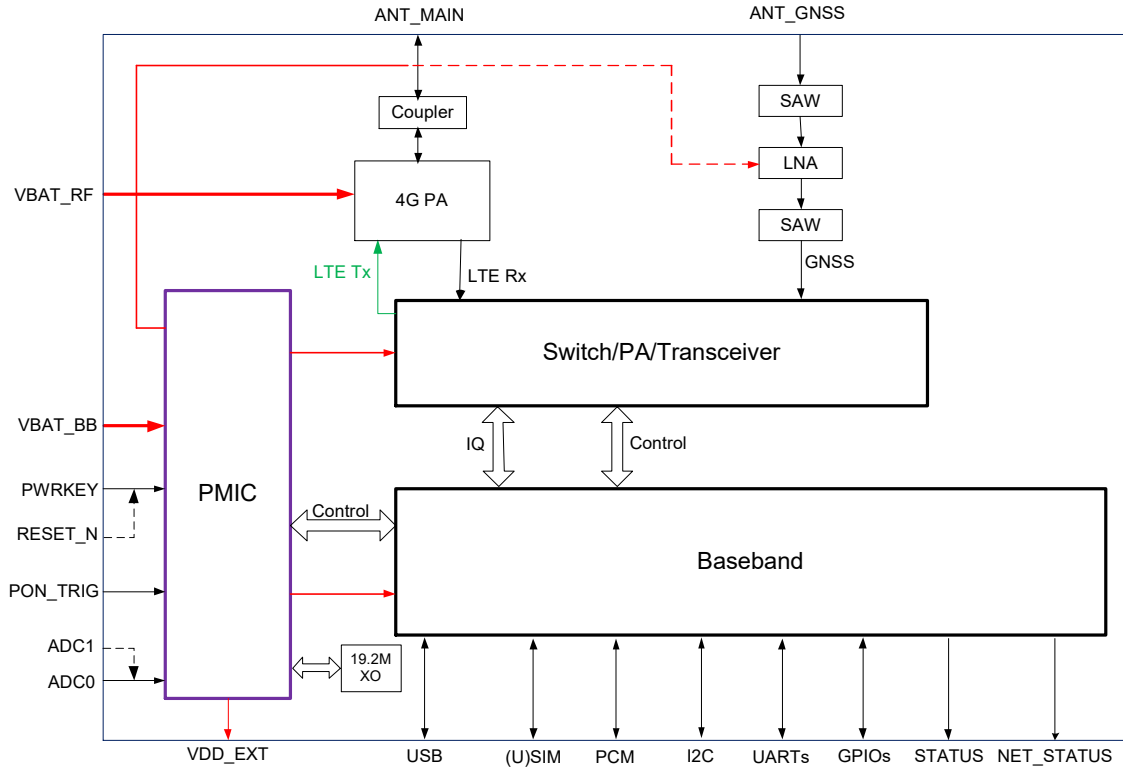 ANT_MAIN
ANT_GNSS
Coupler
SAW
LNA
SAW
VBAT_RF
4G PA
LTE Tx
LTE Rx
GNSS
Switch/PA/Transceiver
VBAT_BB
IQ
Control
PWRKEY
PMIC
RESET_N
Control
Baseband
PON_TRIG
ADC1
ADC0
19.2M
XO
VDD_EXT
USB
(U)SIM
PCM
I2C
UARTs
GPIOs
STATUS
NET_STATUS